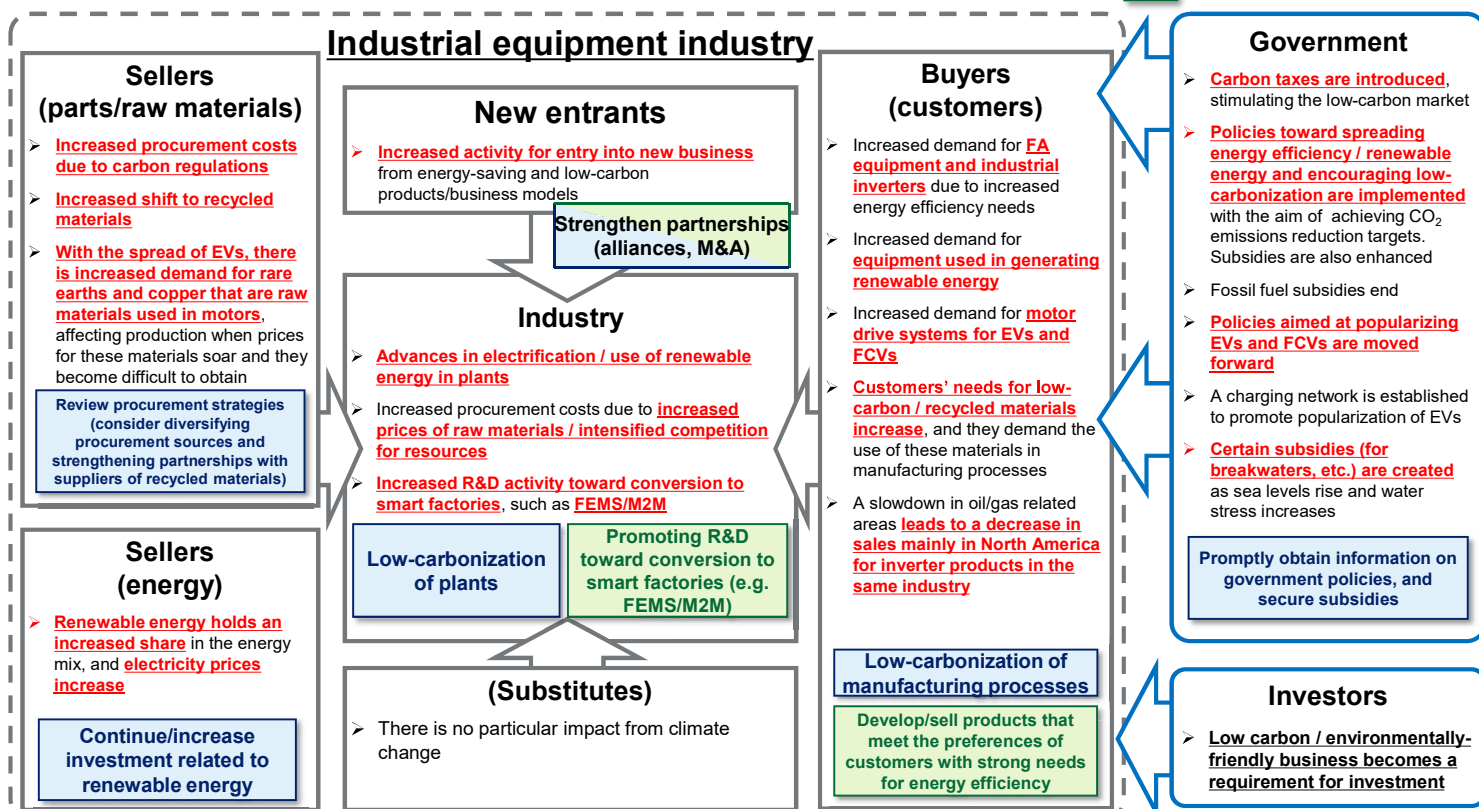 Industrial equipment industry
Sellers
(parts/raw materials)
➢ Increased procurement costs
due to carbon regulations
➢ Increased shift to recycled
materials
➢ With the spread of EVs, there
is increased demand for rare
earths and copper that are raw
materials used in motors,
affecting production when prices
for these materials soar and they
become difficult to obtain
Review procurement strategies
(consider diversifying
procurement sources and
strengthening partnerships with
suppliers of recycled materials)
Sellers
(energy)
➢ Renewable energy holds an
increased share in the energy
mix, and electricity prices
increase
Continue/increase
investment related to
renewable energy
New entrants
➢ Increased activity for entry into new business
from energy-saving and low-carbon
products/business models
Strengthen partnerships
(alliances, M&A)
Industry
➢ Advances in electrification / use of renewable
energy in plants
➢ Increased procurement costs due to increased
prices of raw materials / intensified competition
for resources
➢ Increased R&D activity toward conversion to
smart factories, such as FEMS/M2M
Low-carbonization
of plants
Promoting R&D
toward conversion to
smart factories (e.g.
FEMS/M2M)
(Substitutes)
➢ There is no particular impact from climate
change
Buyers
(customers)
➢ Increased demand for FA
equipment and industrial
inverters due to increased
energy efficiency needs
➢ Increased demand for
equipment used in generating
renewable energy
➢ Increased demand for motor
drive systems for EVs and
FCVs
➢ Customers' needs for low-
carbon / recycled materials
increase, and they demand the
use of these materials in
manufacturing processes
➢ A slowdown in oil/gas related
areas leads to a decrease in
sales mainly in North America
for inverter products in the
same industry
Low-carbonization of
manufacturing processes
Develop/sell products that
meet the preferences of
customers with strong needs
for energy efficiency
Government
➢ Carbon taxes are introduced,
stimulating the low-carbon market
➢ Policies toward spreading
energy efficiency / renewable
energy and encouraging low-
carbonization are implemented
with the aim of achieving CO₂
emissions reduction targets.
Subsidies are also enhanced
➢ Fossil fuel subsidies end
➢ Policies aimed at popularizing
EVs and FCVs are moved
forward
➢ A charging network is established
to promote popularization of EVs
➢ Certain subsidies (for
breakwaters, etc.) are created
as sea levels rise and water
stress increases
Promptly obtain information on
government policies, and
secure subsidies
Investors
➢ Low carbon / environmentally-
friendly business becomes a
requirement for investment